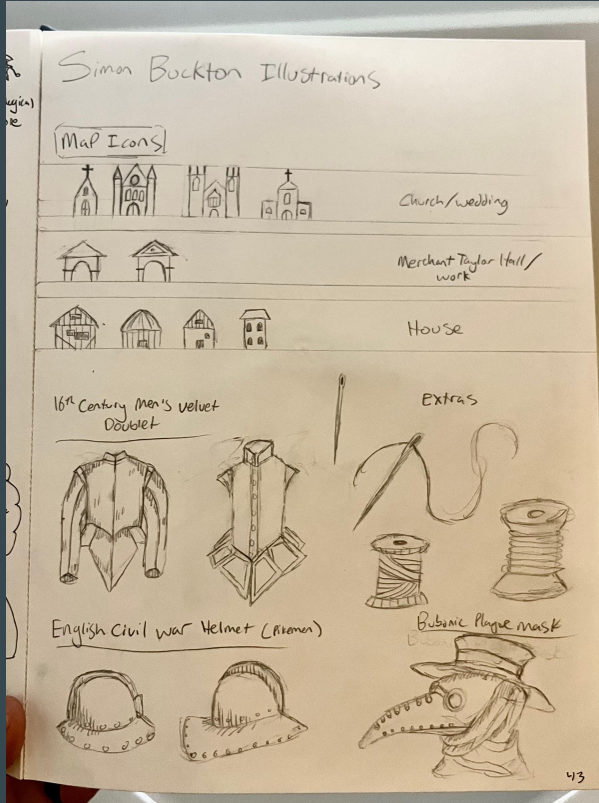 Simon Buckton Illustrations
Map Icons
Church/wedding
Merchant Taylor Hall/
work
House
16th Century Men's velvet
Doublet
Extras
English Civil War Helmet (Pikemen)
Bubonic Plague Mask
43